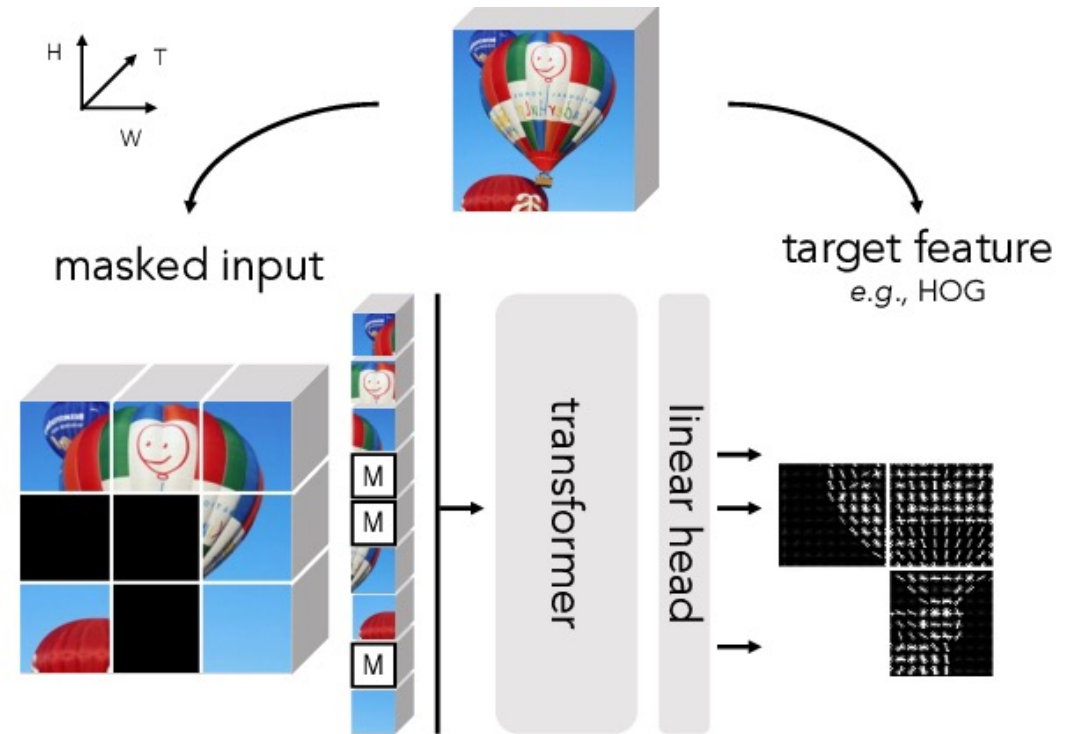 H
T
W
masked input
target feature
e.g., HOG
M
M
M
transformer
linear head